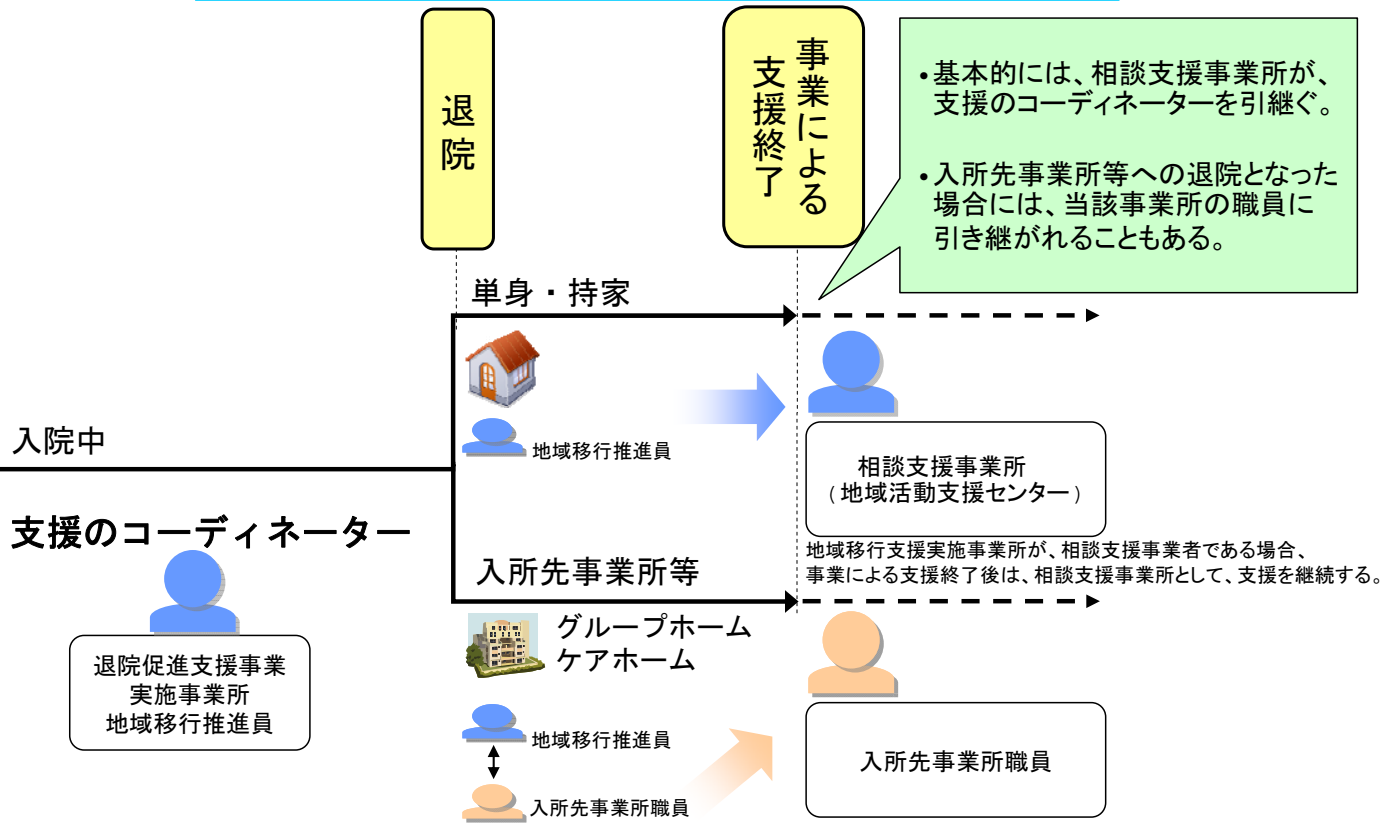 退院
事業による
支援終了
•基本的には、相談支援事業所が、
支援のコーディネーターを引継ぐ。
•入所先事業所等への退院となった
場合には、当該事業所の職員に
引き継がれることもある。
単身・持家
地域移行推進員
入院中
相談支援事業所
(地域活動支援センター)
支援のコーディネーター
地域移行支援実施事業所が、相談支援事業者である場合、
事業による支援終了後は、相談支援事業所として、支援を継続する。
入所先事業所等
グループホーム
ケアホーム
退院促進支援事業
実施事業所
地域移行推進員
地域移行推進員
入所先事業所職員
入所先事業所職員